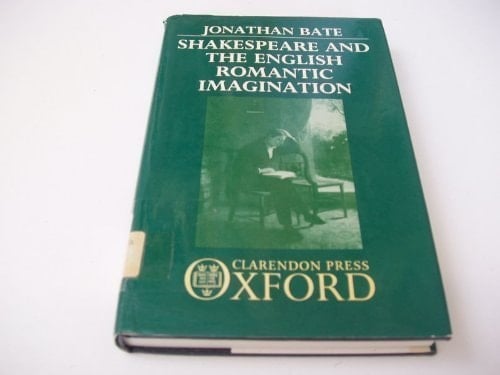 JONATHAN BATE
SHAKESPEARE AND
THE ENGLISH
ROMANTIC
IMAGINATION
CLARENDON PRESS
OXFORD